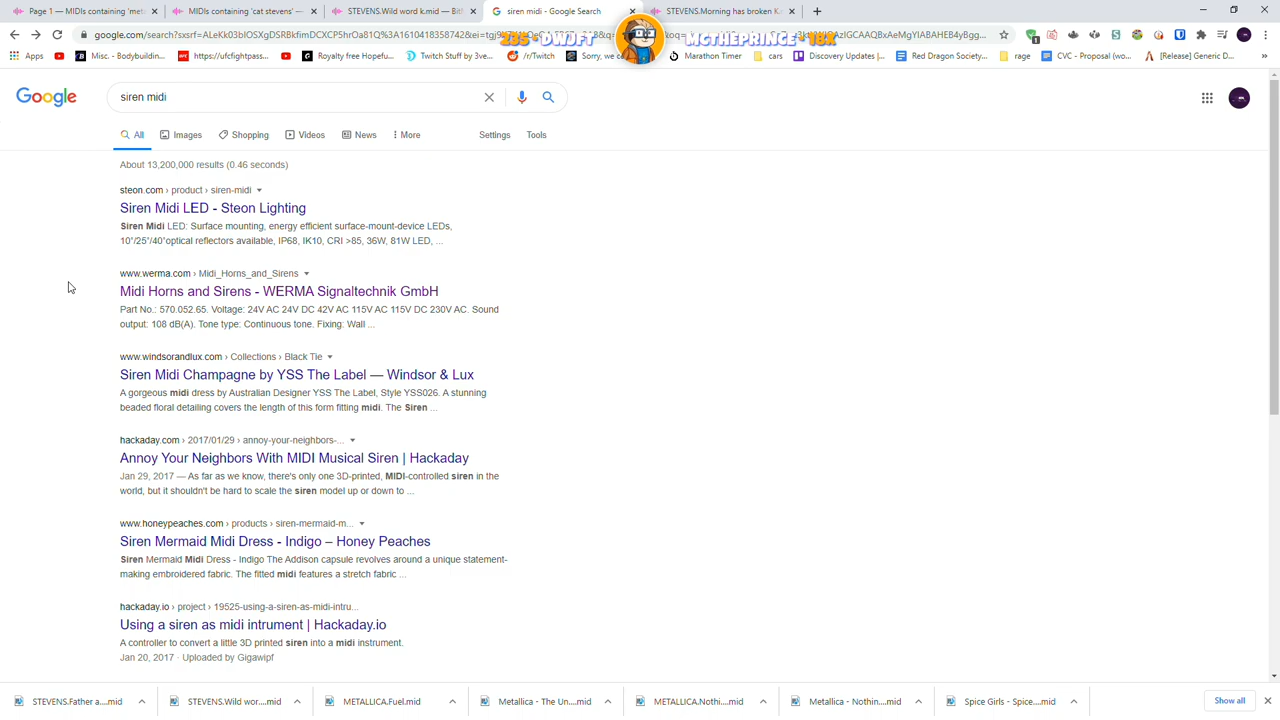 Page 1 — MIDIs containing 'met
MIDIs containing 'cat stevens' —
STEVENS.Wild word k.mid — Bit
siren midi - Google Search
STEVENS.Morning has broken K
google.com/search?
235 - DWJFT
MCTHEPRINCE - 18X
Apps
Misc. - Bodybuildin...
https://ufcfightpass...
Royalty free Hopefu...
Twitch Stuff by 3ve...
/r/Twitch
Sorry, we co
Marathon Timer
cars
Discovery Updates |...
Red Dragon Society...
rage
CVC - Proposal (wo...
[Release] Generic D...
Google
siren midi
All
Images
Shopping
Videos
News
More
Settings
Tools
About 13,200,000 results (0.46 seconds)
steon.com › product › siren-midi
Siren Midi LED - Steon Lighting
Siren Midi LED: Surface mounting, energy efficient surface-mount-device LEDs,
10°/25°/40°optical reflectors available, IP68, IK10, CRI >85, 36W, 81W LED, ...
www.werma.com › Midi_Horns_and_Sirens
Midi Horns and Sirens - WERMA Signaltechnik GmbH
Part No.: 570.052.65. Voltage: 24V AC 24V DC 42V AC 115V AC 115V DC 230V AC. Sound
output: 108 dB(A). Tone type: Continuous tone. Fixing: Wall ...
www.windsorandlux.com › Collections › Black Tie
Siren Midi Champagne by YSS The Label — Windsor & Lux
A gorgeous midi dress by Australian Designer YSS The Label, Style YSS026. A stunning
beaded floral detailing covers the length of this form fitting midi. The Siren ...
hackaday.com › 2017/01/29 › annoy-your-neighbors-...
Annoy Your Neighbors With MIDI Musical Siren | Hackaday
Jan 29, 2017 — As far as we know, there's only one 3D-printed, MIDI-controlled siren in the
world, but it shouldn't be hard to scale the siren model up or down to ...
www.honeypeaches.com › products › siren-mermaid-m...
Siren Mermaid Midi Dress - Indigo – Honey Peaches
Siren Mermaid Midi Dress - Indigo The Addison capsule revolves around a unique statement-
making embroidered fabric. The fitted midi features a stretch fabric ...
hackaday.io › project › 19525-using-a-siren-as-midi-intru...
Using a siren as midi intrument | Hackaday.io
A controller to convert a little 3D printed siren into a midi instrument.
Jan 20, 2017 · Uploaded by Gigawipf
STEVENS.Father a....mid
STEVENS.Wild wor....mid
METALLICA.Fuel.mid
Metallica - The Un....mid
METALLICA.Nothi....mid
Metallica - Nothin....mid
Spice Girls - Spice....mid
Show all